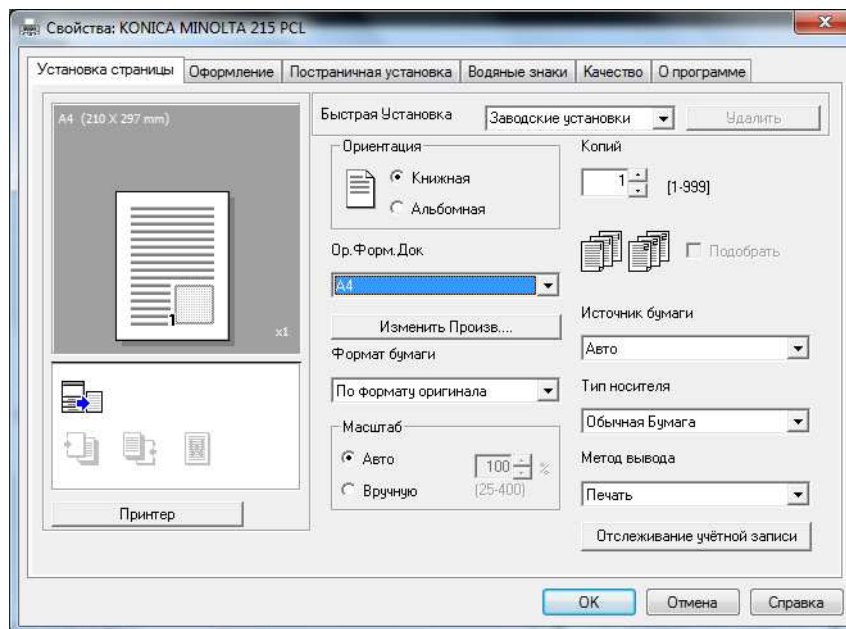 Свойства: KONICA MINOLTA 215 PCL
Установка страницы
Оформление
Постраничная установка
Водяные знаки
Качество
О программе
A4 (210 X 297 mm)
1
x1
Принтер
Быстрая Установка
Заводские установки
Удалить
Ориентация
Книжная
Альбомная
Ор.Форм.Док
A4
Изменить Произв....
Формат бумаги
По формату оригинала
Масштаб
Авто
Вручную
100
%
(25-400)
Копий
1
[1-999]
Подобрать
Источник бумаги
Авто
Тип носителя
Обычная Бумага
Метод вывода
Печать
Отслеживание учётной записи
OK
Отмена
Справка